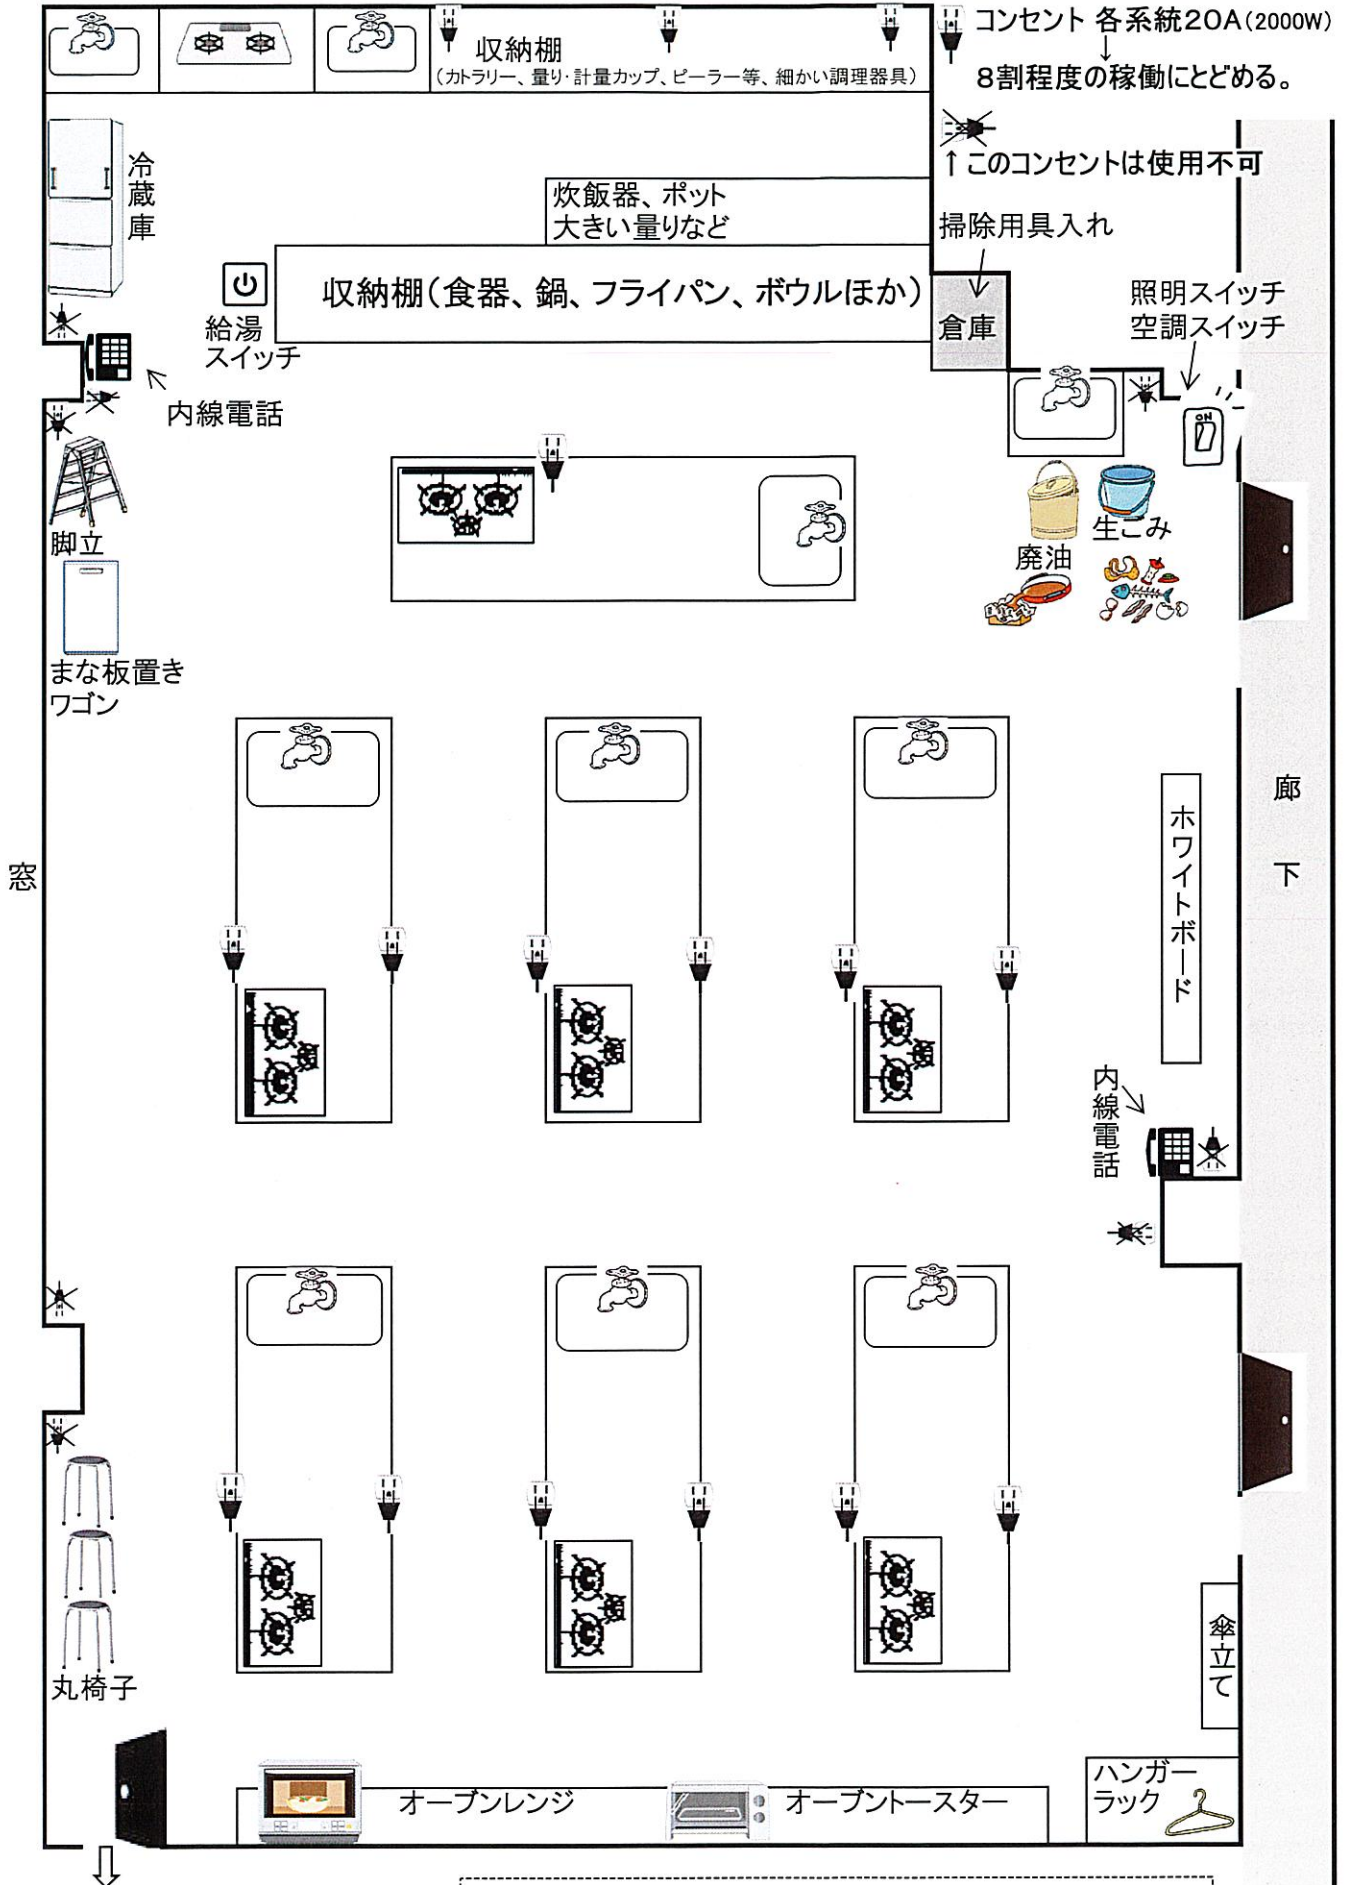 コンセント 各系統20A(2000W)
↓
8割程度の稼働にとどめる。
↑このコンセントは使用不可
収納棚
(カトラリー、量り・計量カップ、ピーラー等、細かい調理器具)
冷蔵庫
炊飯器、ポット
大きい量りなど
掃除用具入れ
収納棚(食器、鍋、フライパン、ボウルほか)
倉庫
給湯
スイッチ
照明スイッチ
空調スイッチ
内線電話
ON
脚立
生ごみ
廃油
まな板置き
ワゴン
窓
ホワイトボード
廊下
内線電話
丸椅子
傘立て
オーブンレンジ
オーブントースター
ハンガー
ラック